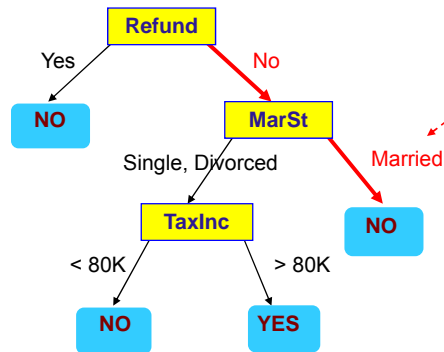 Refund
Yes
No
NO
MarSt
Single, Divorced
Married
TaxInc
NO
< 80K
> 80K
NO
YES